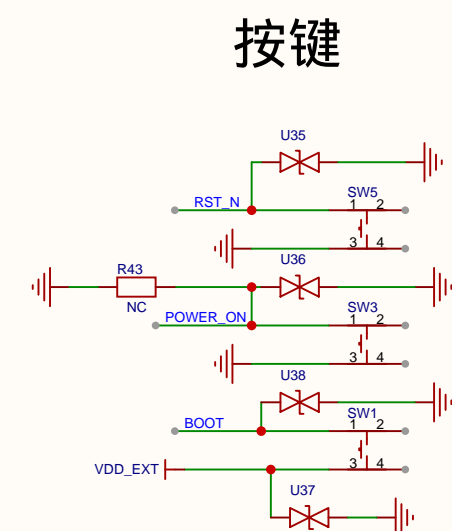 按键
U35
RST_N
SW5
1 2
3 4
U36
R43
NC
POWER_ON
SW3
1 2
3 4
U38
BOOT
SW1
1 2
VDD_EXT
3 4
U37